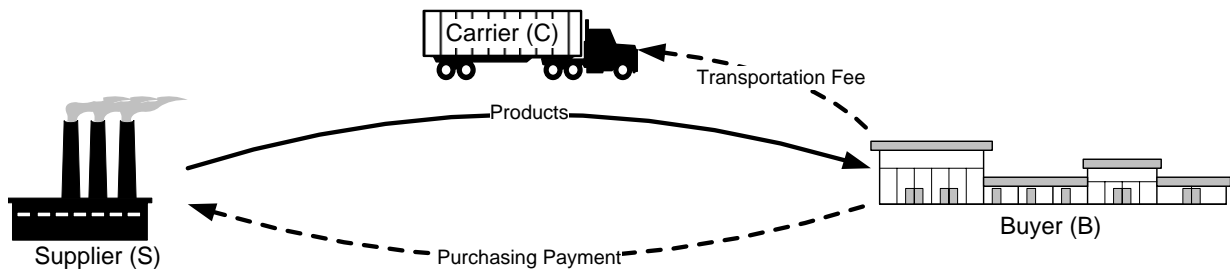 Carrier (C)
Transportation Fee
Products
Supplier (S)
Purchasing Payment
Buyer (B)